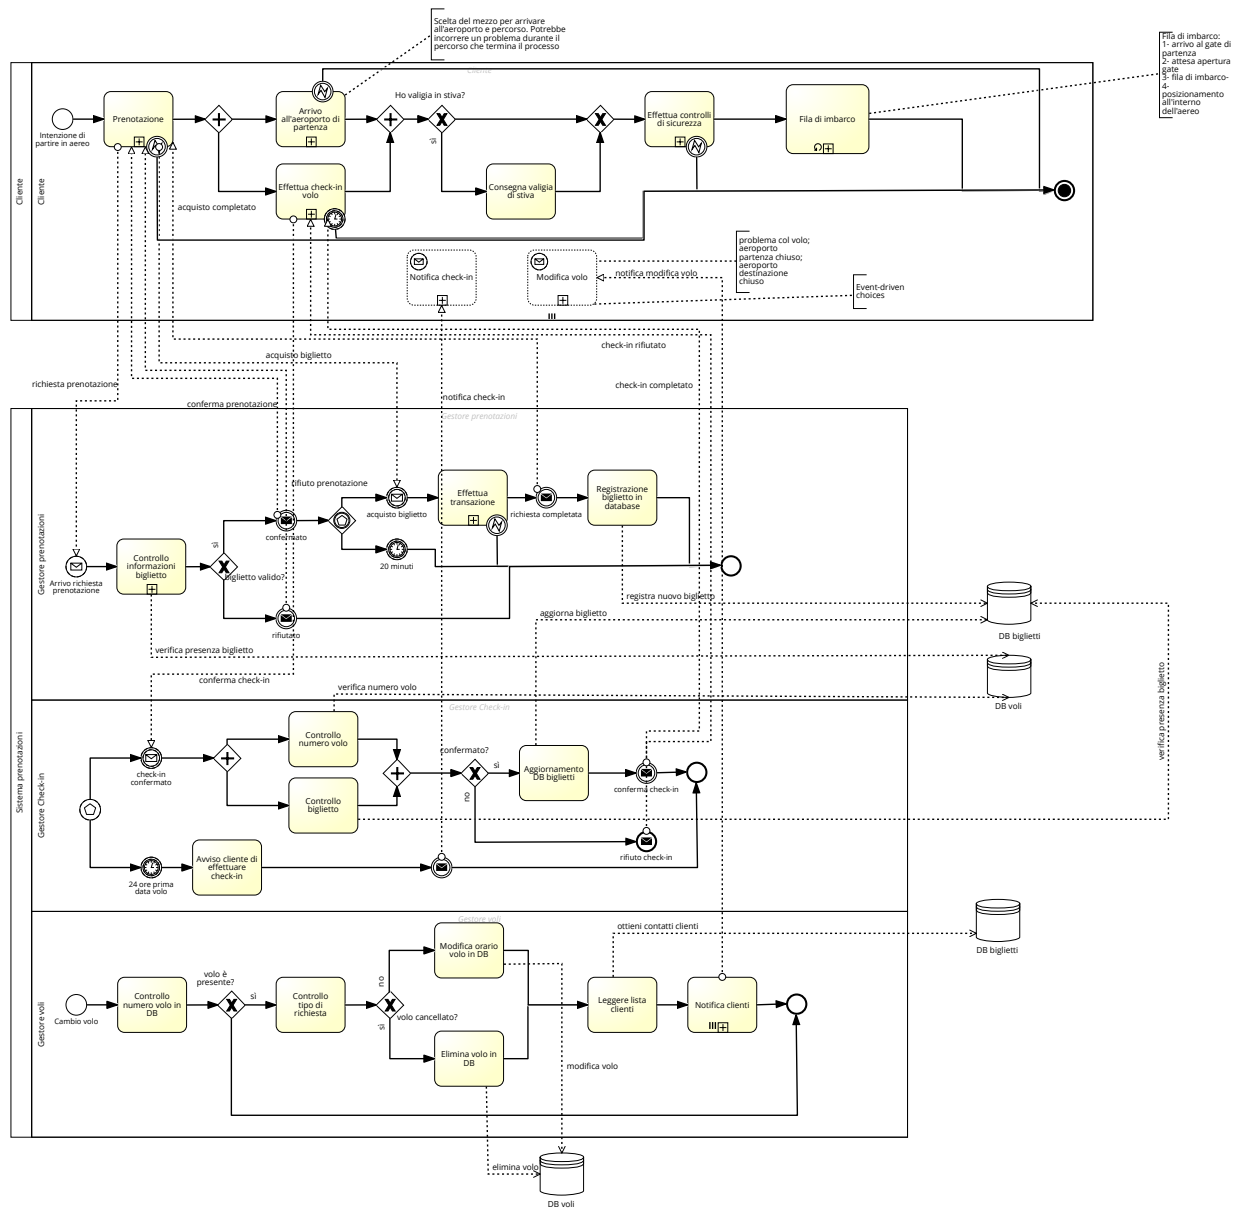 Scelta del mezzo per arrivare
all'aeroporto e percorso. Potrebbe
incorrere un problema durante il
percorso che termina il processo
Fila di imbarco:
1- arrivo al gate di
partenza
2- attesa apertura
gate
3- fila di imbarco-
4-
posizionamento
all'interno
dell'aereo
Cliente
Cliente
Cliente
Ho valigia in stiva?
Intenzione di
partire in aereo
Prenotazione
Arrivo
all'aeroporto di
partenza
Effettua controlli
di sicurezza
Fila di imbarco
sì
Effettua check-in
volo
Consegna valigia
di stiva
acquisto completato
Notifica check-in
Modifica volo
notifica modifica volo
problema col volo;
aeroporto
partenza chiuso;
aeroporto
destinazione
chiuso
Event-driven
choices
check-in rifiutato
acquisto biglietto
richiesta prenotazione
check-in completato
conferma prenotazione
notifica check-in
Sistema prenotazioni
Gestore prenotazioni
Gestore prenotazioni
rifiuto prenotazione
Arrivo richiesta
prenotazione
Controllo
informazioni
biglietto
sì
biglietto valido?
confermato
rifiutato
acquisto biglietto
20 minuti
Effettua
transazione
richiesta completata
Registrazione
biglietto in
database
registra nuovo biglietto
aggiorna biglietto
verifica presenza biglietto
conferma check-in
verifica numero volo
DB biglietti
DB voli
verifica presenza biglietto
Gestore Check-in
Gestore Check-in
check-in
confermato
Controllo
numero volo
Controllo
biglietto
confermato?
sì
no
Aggiornamento
DB biglietti
conferma check-in
rifiuto check-in
24 ore prima
data volo
Avviso cliente di
effettuare
check-in
Gestore voli
Gestore voli
Cambio volo
Controllo
numero volo in
DB
volo è
presente?
sì
Controllo
tipo di
richiesta
no
sì
volo cancellato?
Modifica orario
volo in DB
Elimina volo in
DB
Leggere lista
clienti
Notifica clienti
ottieni contatti clienti
DB biglietti
modifica volo
elimina volo
DB voli